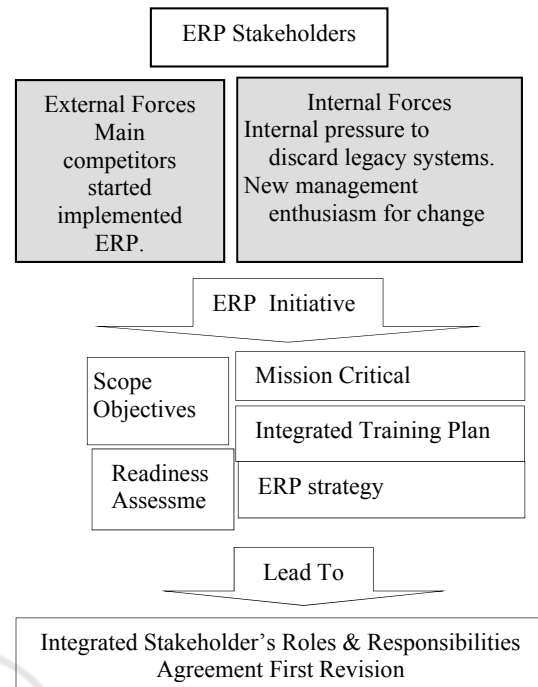 ERP Stakeholders
External Forces
Main
competitors
started
implemented
ERP.
Internal Forces
Internal pressure to
discard legacy systems.
New management
enthusiasm for change
ERP Initiative
Scope
Objectives
Mission Critical
Integrated Training Plan
Readiness
Assessme
ERP strategy
Lead To
Integrated Stakeholder's Roles & Responsibilities
Agreement First Revision